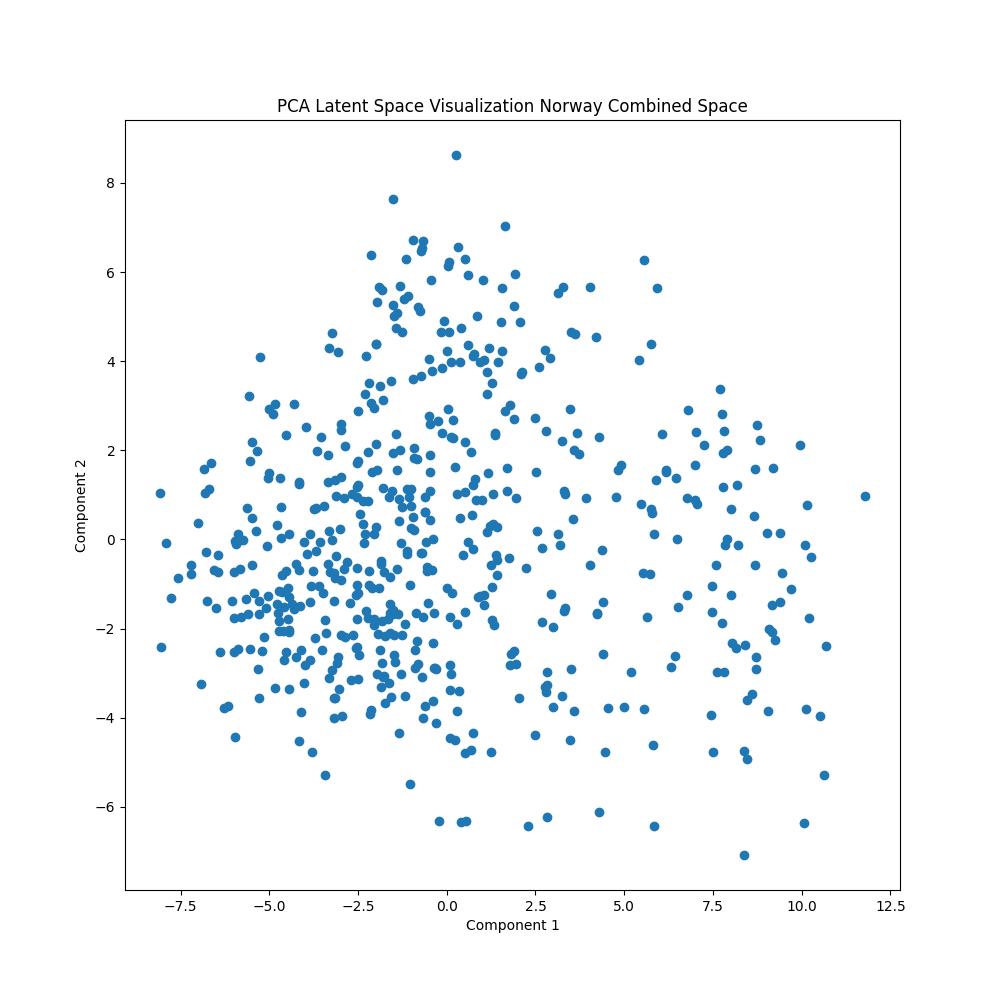 PCA Latent Space Visualization Norway Combined Space
8
6
4
2
0
−2
−4
−6
Component 2
−7.5 −5.0 −2.5 0.0 2.5 5.0 7.5 10.0 12.5
Component 1